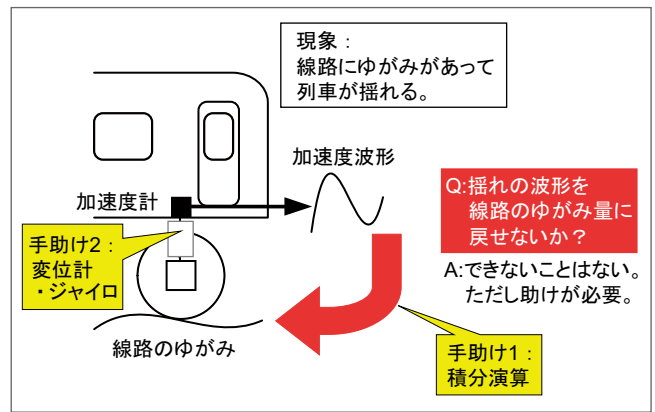 現象：
線路にゆがみがあって
列車が揺れる。
加速度波形
加速度計
Q:揺れの波形を
線路のゆがみ量に
戻せないか？
手助け2：
変位計
・ジャイロ
A:できないことはない。
ただし助けが必要。
線路のゆがみ
手助け1：
積分演算